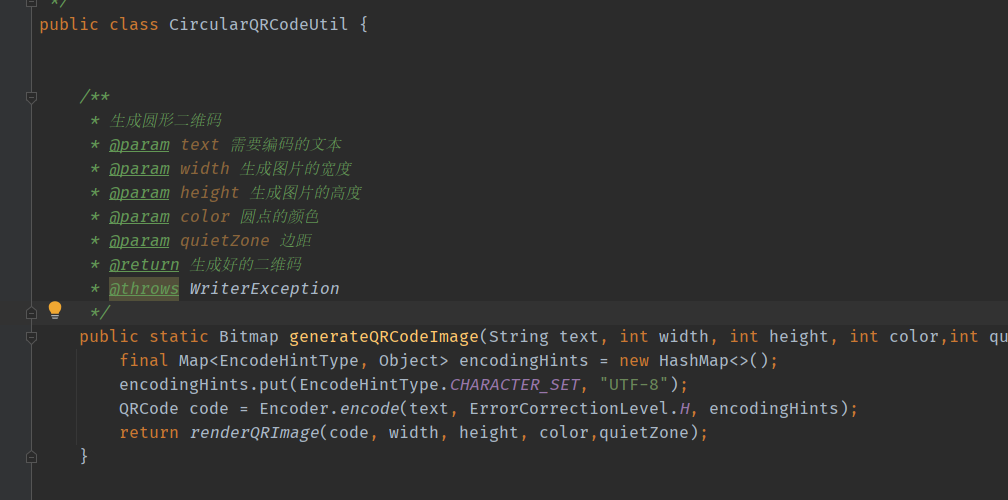 */
public class CircularQRCodeUtil {
/**
* 生成圆形二维码
* @param text 需要编码的文本
* @param width 生成图片的宽度
* @param height 生成图片的高度
* @param color 圆点的颜色
* @param quietZone 边距
* @return 生成好的二维码
* @throws WriterException
*/
public static Bitmap generateQRCodeImage(String text, int width, int height, int color,int qu
final Map<EncodeHintType, Object> encodingHints = new HashMap<>();
encodingHints.put(EncodeHintType.CHARACTER_SET, "UTF-8");
QRCode code = Encoder.encode(text, ErrorCorrectionLevel.H, encodingHints);
return renderQRImage(code, width, height, color,quietZone);
}